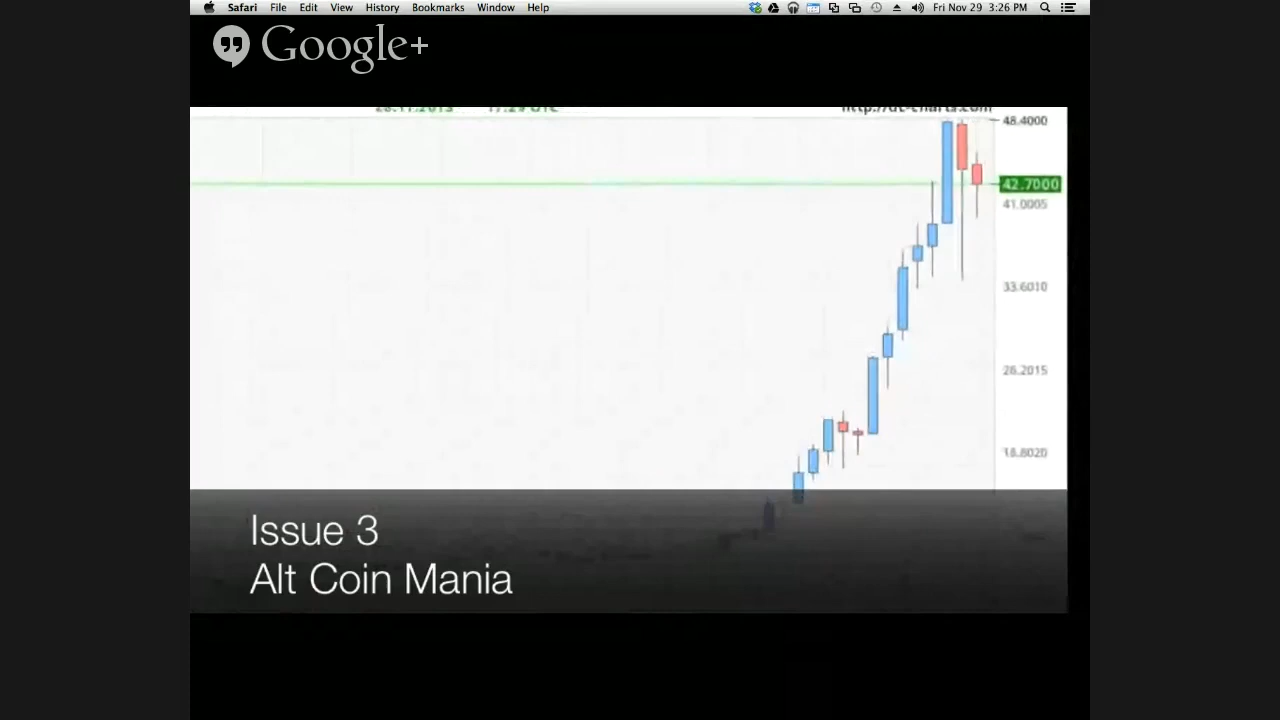 Safari File Edit View History Bookmarks Window Help Fri Nov 29 3:26 PM
Google+
48.4000
42.7000
41.0005
33.6010
26.2015
18.8020
Issue 3
Alt Coin Mania